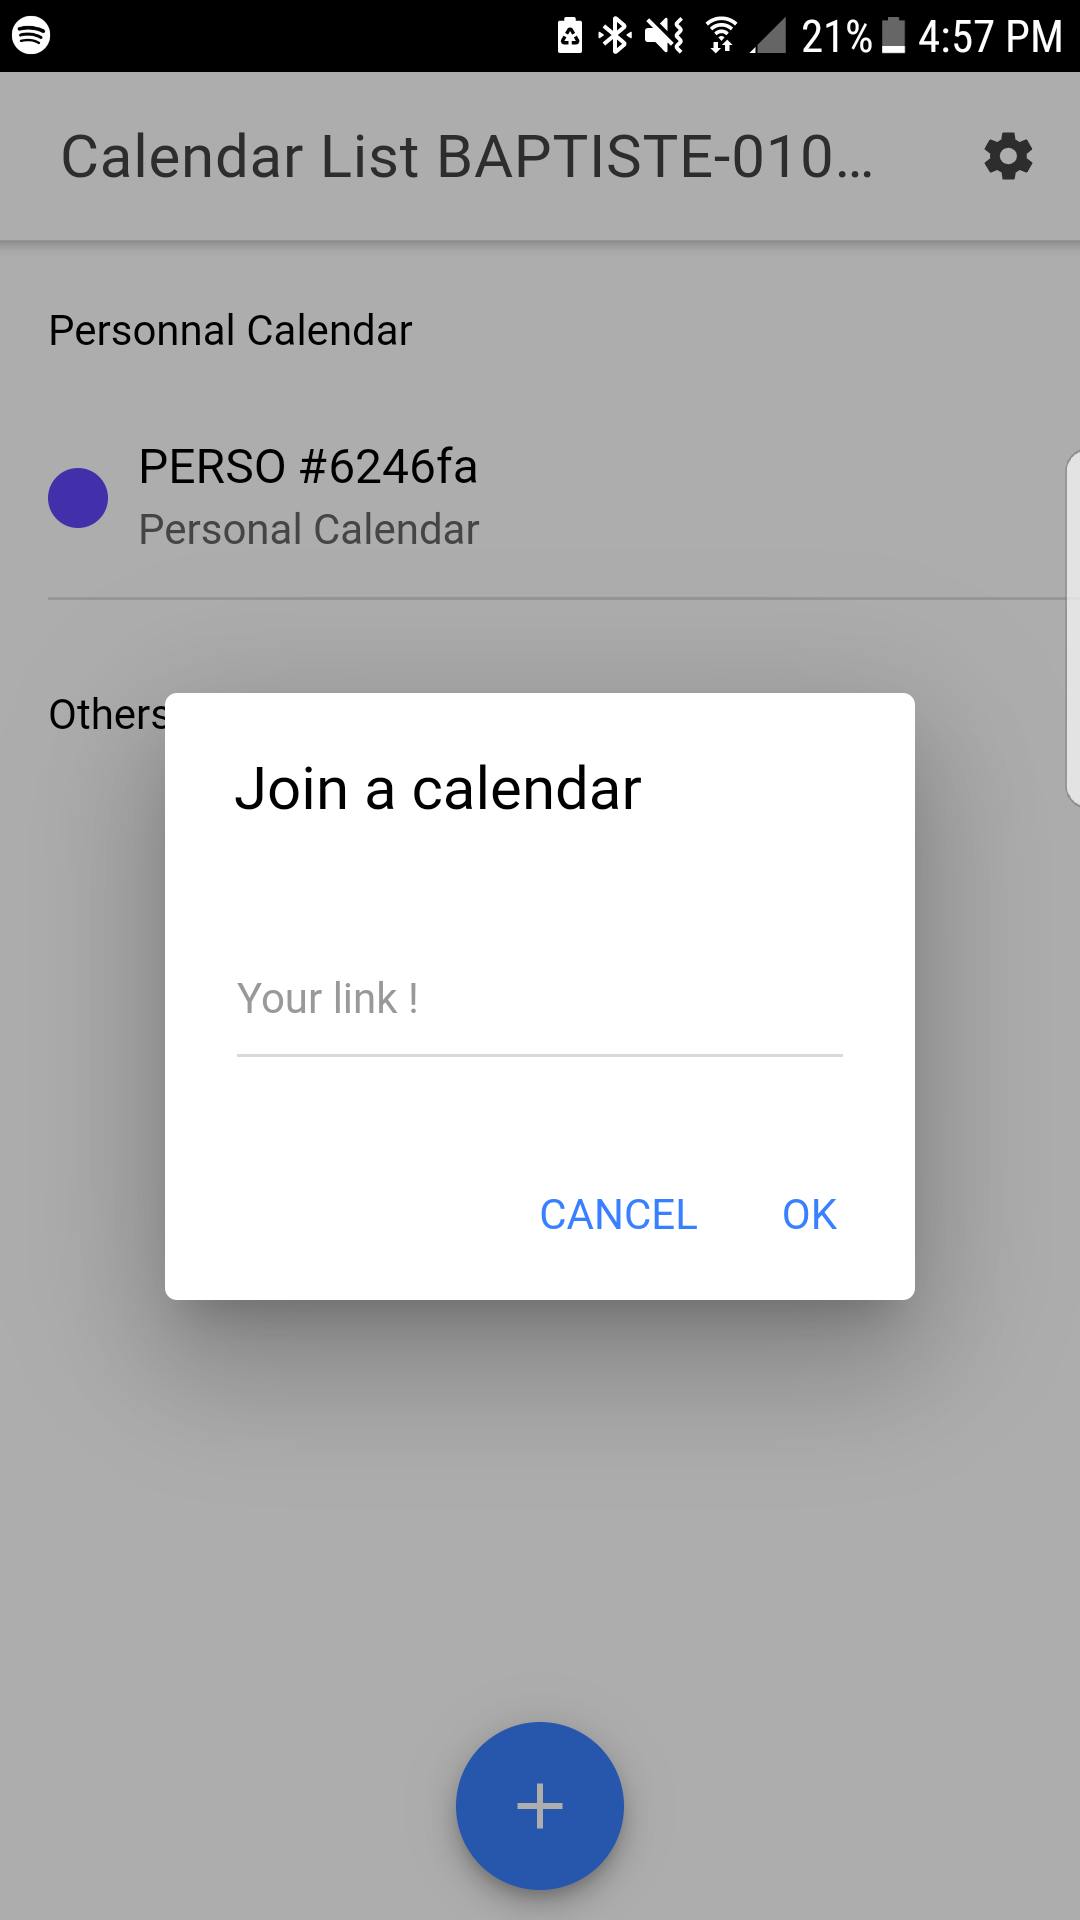 21% 4:57 PM
Calendar List BAPTISTE-010...
Personnal Calendar
PERSO #6246fa
Personal Calendar
Others
Join a calendar
Your link !
CANCEL OK